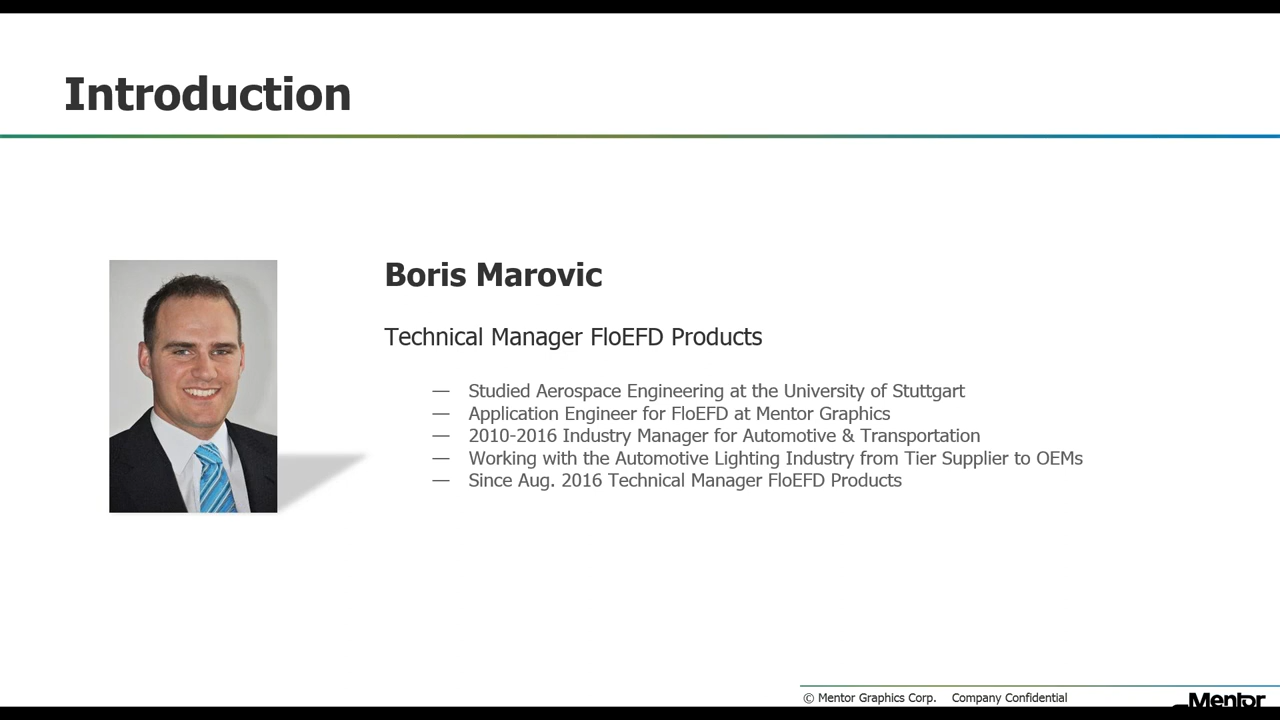 Introduction
Boris Marovic
Technical Manager FloEFD Products
— Studied Aerospace Engineering at the University of Stuttgart
— Application Engineer for FloEFD at Mentor Graphics
— 2010-2016 Industry Manager for Automotive & Transportation
— Working with the Automotive Lighting Industry from Tier Supplier to OEMs
— Since Aug. 2016 Technical Manager FloEFD Products
© Mentor Graphics Corp. Company Confidential
Mentor